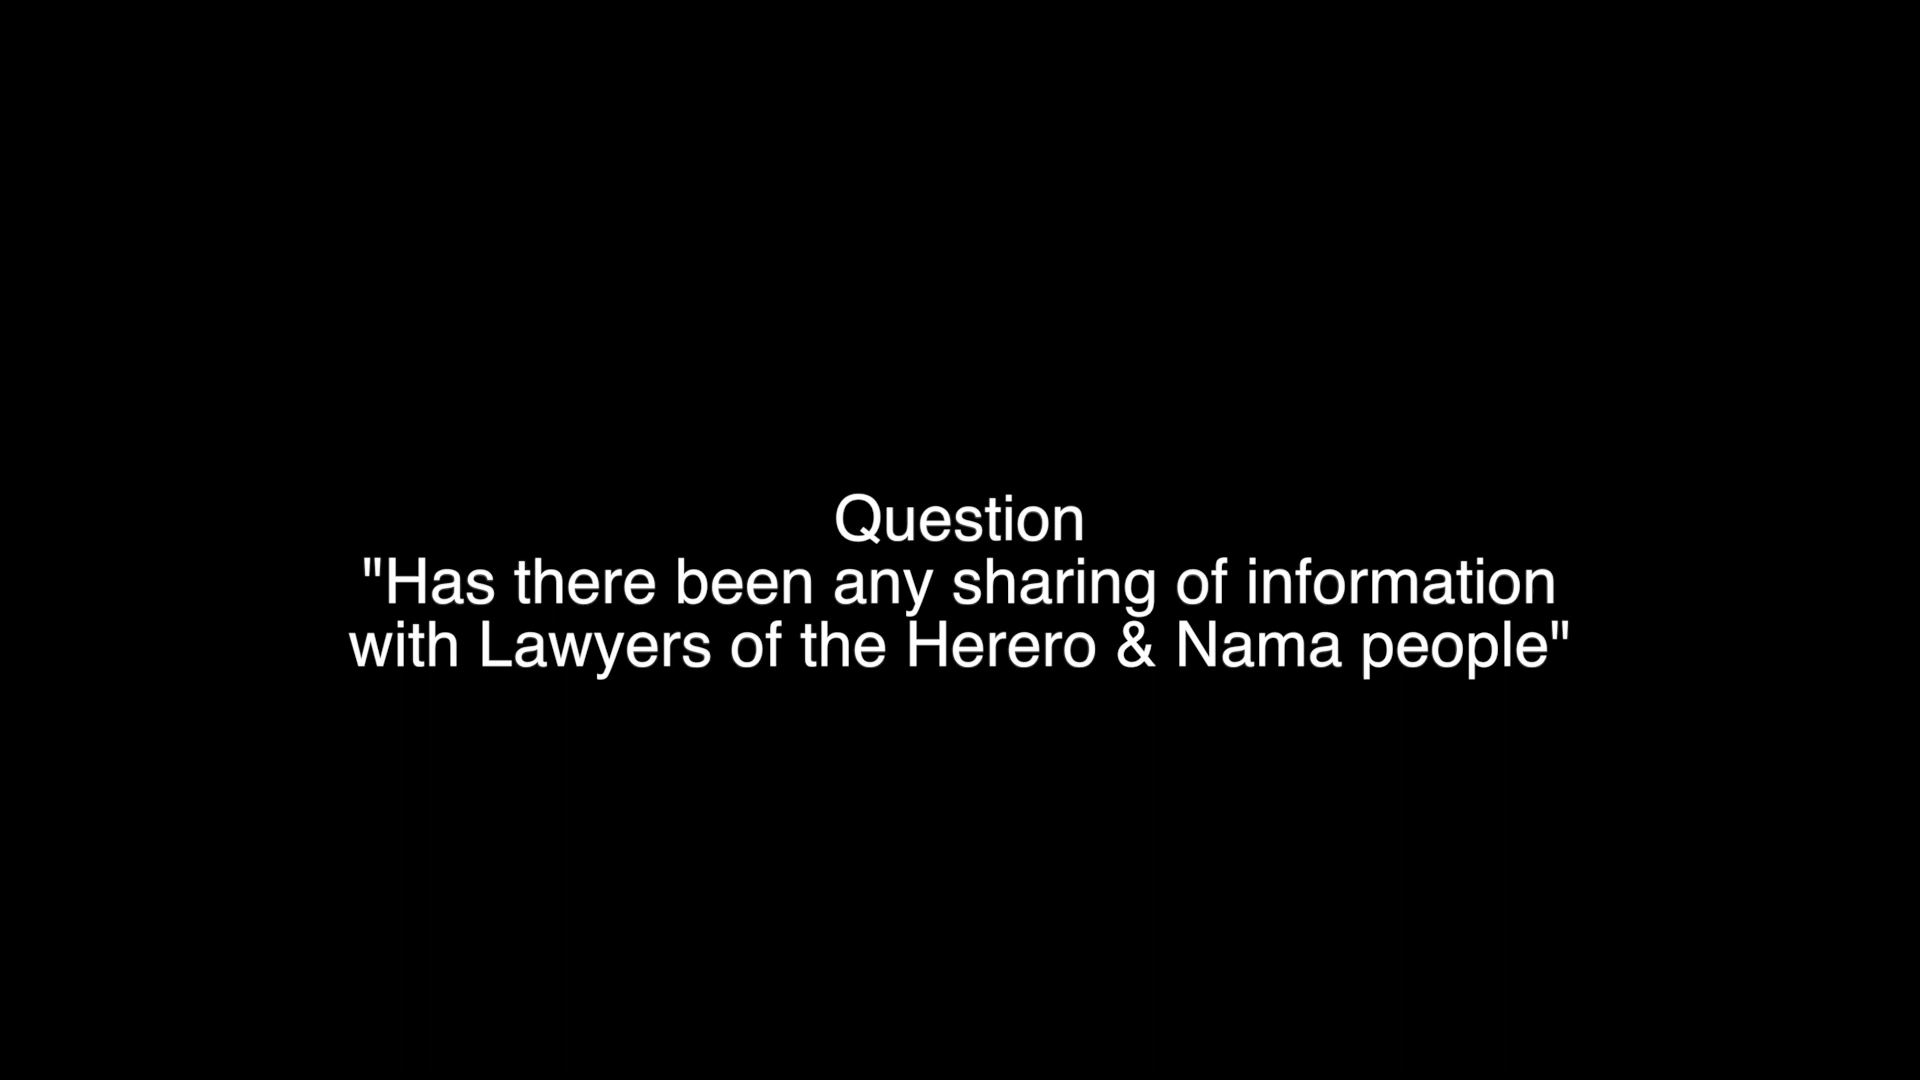 Question
"Has there been any sharing of information
with Lawyers of the Herero & Nama people"